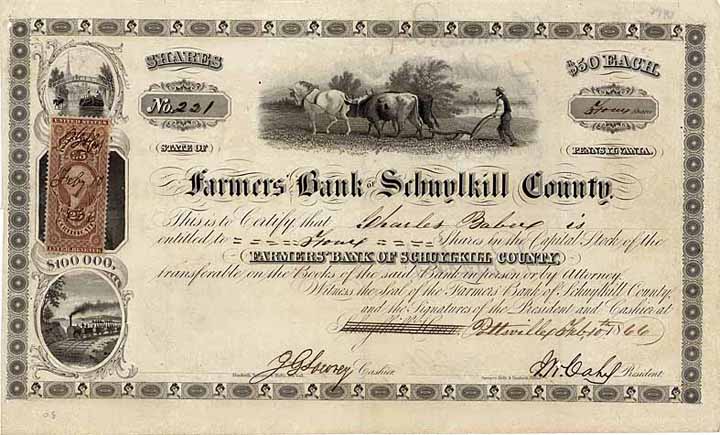 SHARES
$50 EACH.
No. 221
Four Shares
STATE OF
PENNSYLVANIA.
Farmers' Bank of Schuylkill County.
This is to Certify, that Charles Baber is
entitled to = = = Four = = = Shares in the Capital Stock of the
FARMERS' BANK OF SCHUYLKILL COUNTY,
transferable on the Books of the said Bank in person or by Attorney.
Witness the Seal of the Farmers' Bank of Schuylkill County,
and the Signatures of the President and Cashier at
Pottsville 1866
Cashier.
President.
$100,000,
25